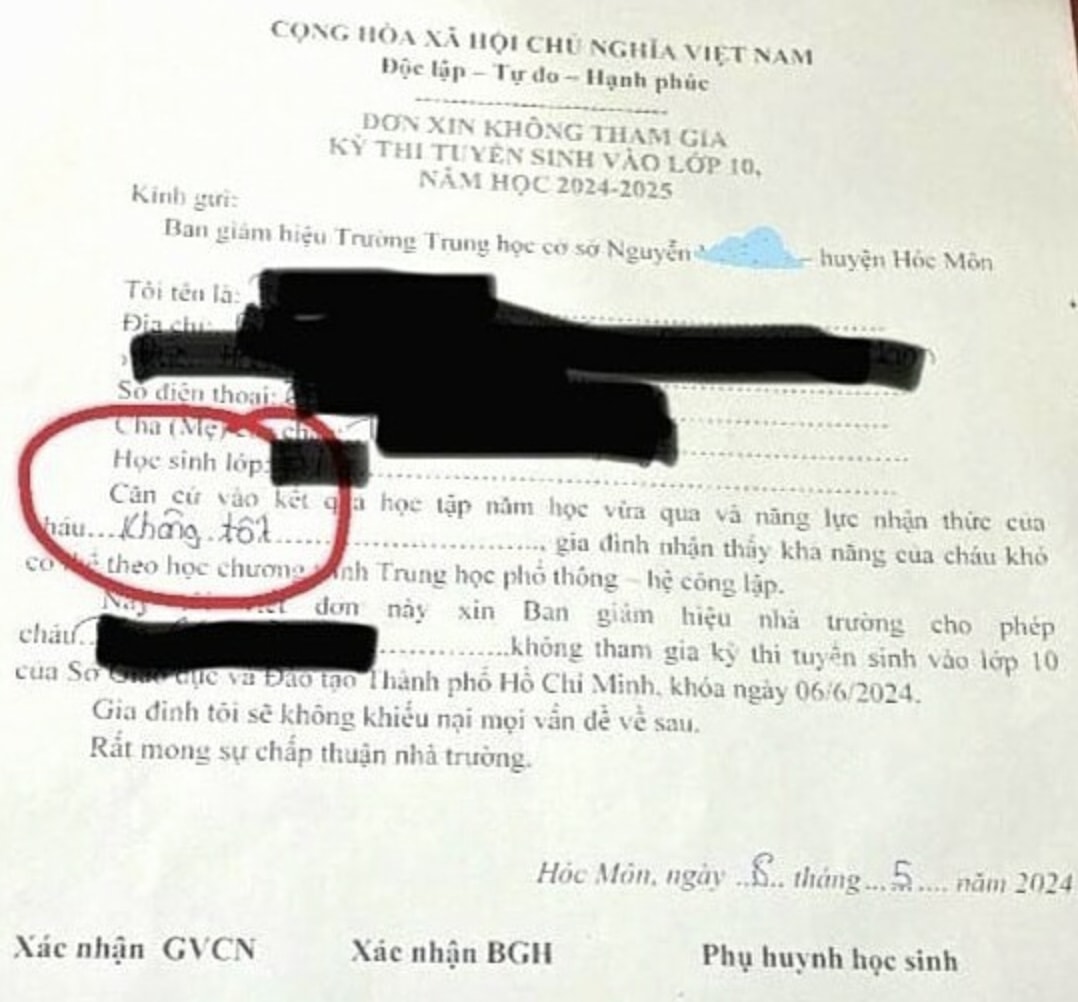 CỘNG HÒA XÃ HỘI CHỦ NGHĨA VIỆT NAM
Độc lập – Tự do – Hạnh phúc
ĐƠN XIN KHÔNG THAM GIA
KỲ THI TUYỂN SINH VÀO LỚP 10,
NĂM HỌC 2024-2025
Kính gửi:
Ban giám hiệu Trường Trung học cơ sở Nguyễn – huyện Hóc Môn
Tôi tên là:
Địa chỉ:
Số điện thoại:
Cha (Mẹ)
Học sinh lớp:
Căn cứ vào kết quả học tập năm học vừa qua và năng lực nhận thức của
cháu....Không tốt..............................., gia đình nhận thấy khả năng của cháu khó
có thể theo học chương trình Trung học phổ thông – hệ công lập.
Nay đơn này xin Ban giám hiệu nhà trường cho phép
cháu..................không tham gia kỳ thi tuyển sinh vào lớp 10
của Sở Giáo dục và Đào tạo Thành phố Hồ Chí Minh, khóa ngày 06/6/2024.
Gia đình tôi sẽ không khiếu nại mọi vấn đề về sau.
Rất mong sự chấp thuận nhà trường.
Hóc Môn, ngày ..8.. tháng ...5.... năm 2024
Xác nhận GVCN Xác nhận BGH Phụ huynh học sinh